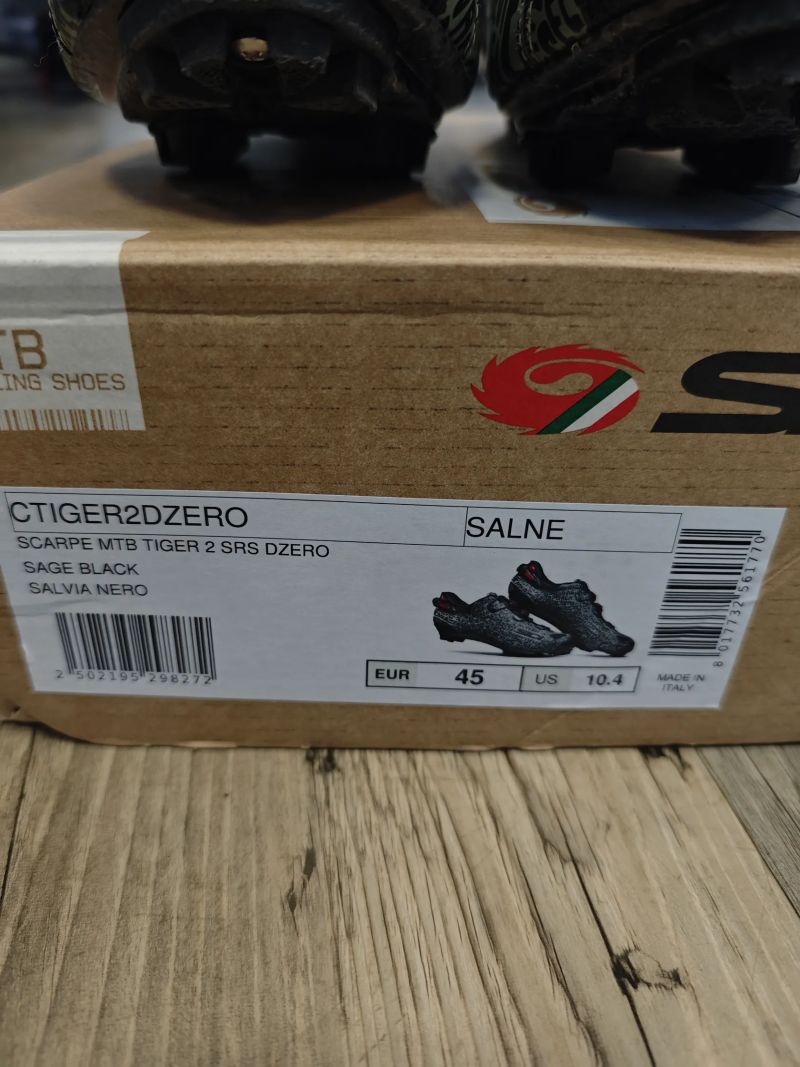 TB
LING SHOES
CTIGER2DZERO
SALNE
SCARPE MTB TIGER 2 SRS DZERO
SAGE BLACK
SALVIA NERO
2 502195 298272
EUR 45 US 10.4
8 017732 561770
MADE IN
ITALY